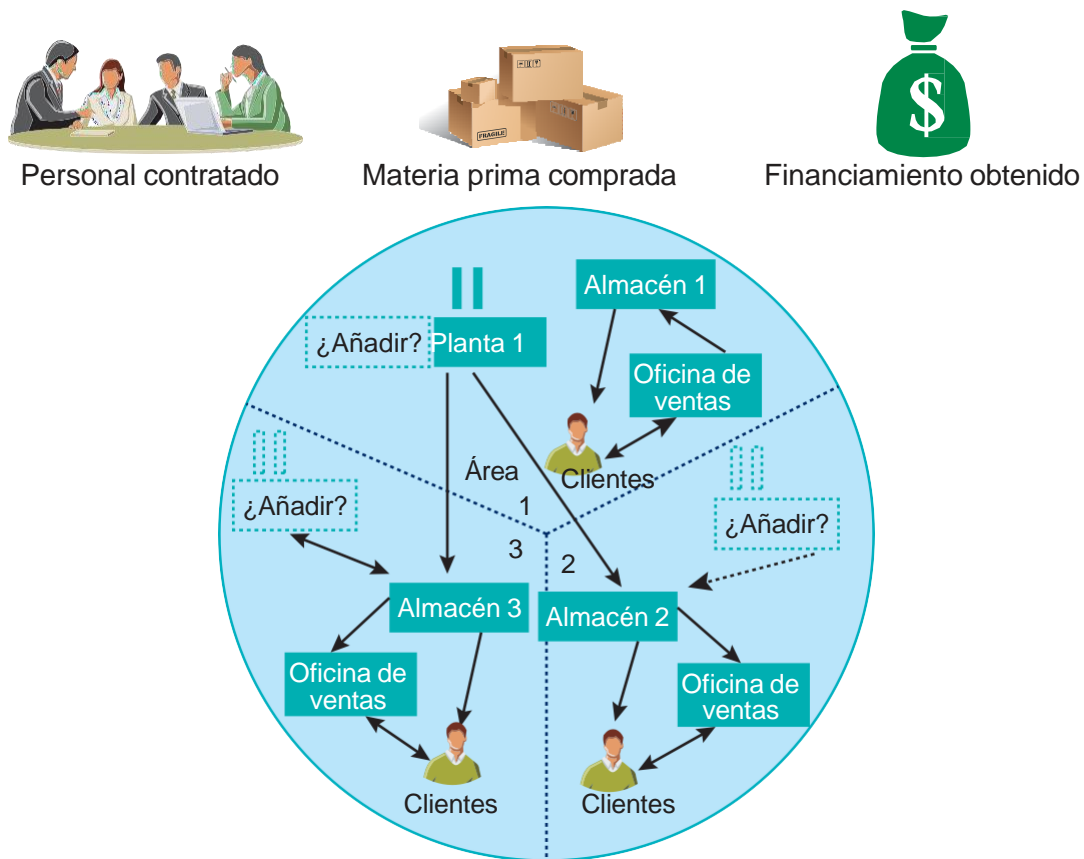 $
FRAGILE
Personal contratado
Materia prima comprada
Financiamiento obtenido
Almacén 1
¿Añadir?
Planta 1
Oficina de
ventas
Clientes
Área
1
¿Añadir?
¿Añadir?
3
2
Almacén 3
Almacén 2
Oficina de
ventas
Oficina de
ventas
Clientes
Clientes